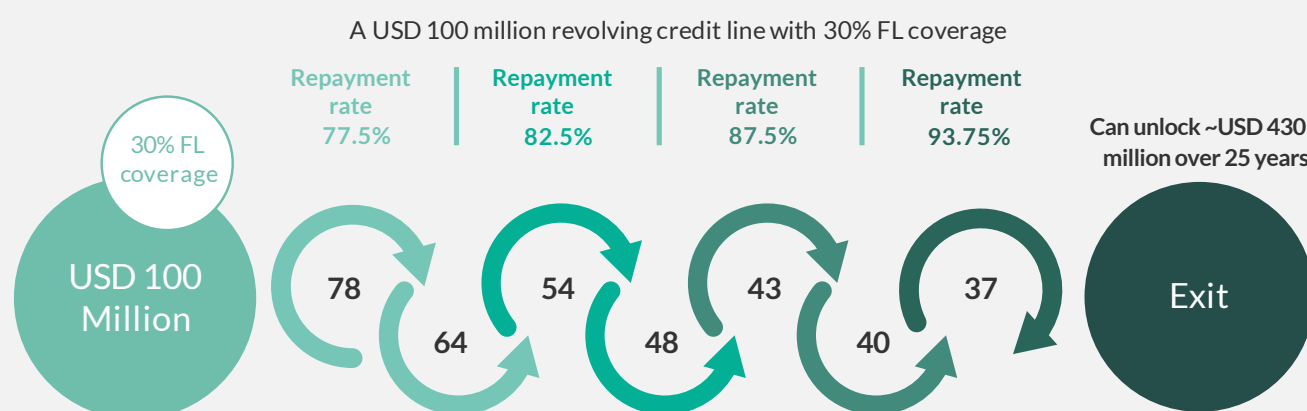 A USD 100 million revolving credit line with 30% FL coverage
Repayment
rate
77.5%
Repayment
rate
82.5%
Repayment
rate
87.5%
Repayment
rate
93.75%
30% FL
coverage
USD 100
Million
78
64
54
48
43
40
37
Can unlock ~USD 430
million over 25 years
Exit